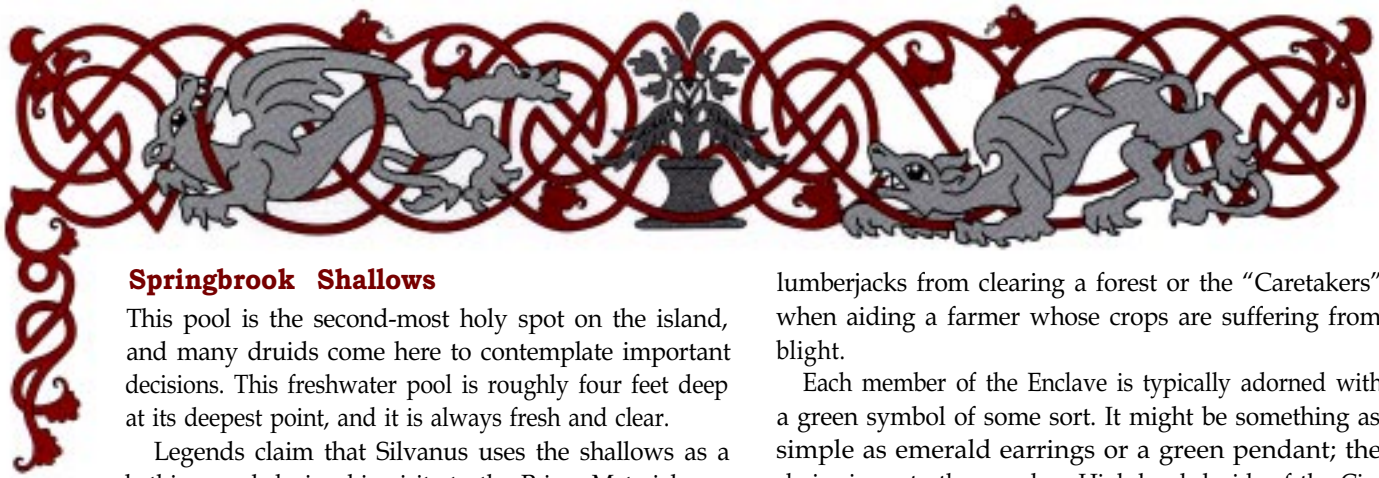 Springbrook Shallows
This pool is the second-most holy spot on the island,
and many druids come here to contemplate important
decisions. This freshwater pool is roughly four feet deep
at its deepest point, and it is always fresh and clear.
Legends claim that Silvanus uses the shallows as a
lumberjacks from clearing a forest or the “Caretakers”
when aiding a farmer whose crops are suffering from
blight.
Each member of the Enclave is typically adorned with
a green symbol of some sort. It might be something as
simple as emerald earrings or a green pendant; the